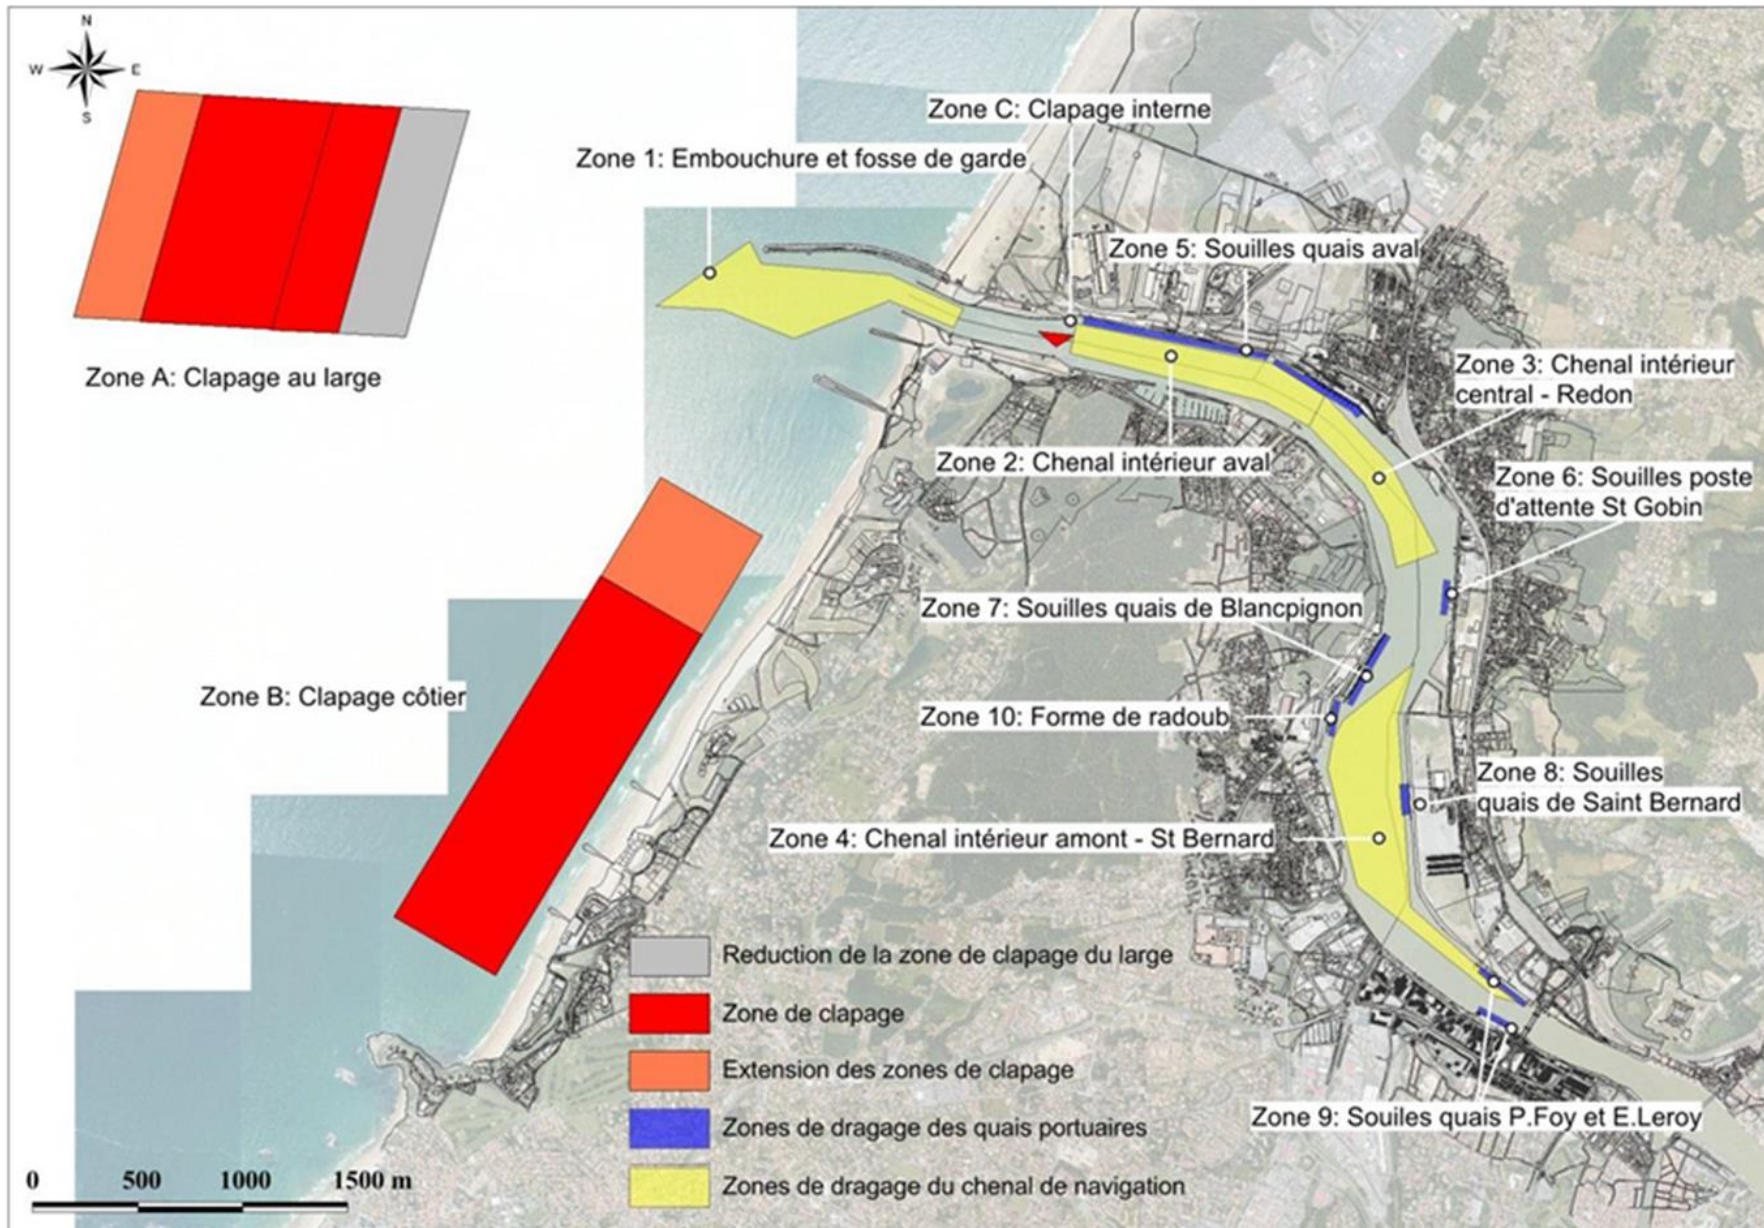 N
W E
S
Zone C: Clapage interne
Zone 1: Embouchure et fosse de garde
Zone 5: Souilles quais aval
Zone A: Clapage au large
Zone 3: Chenal intérieur
central - Redon
Zone 2: Chenal intérieur aval
Zone 6: Souilles poste
d'attente St Gobin
Zone 7: Souilles quais de Blancpignon
Zone B: Clapage côtier
Zone 10: Forme de radoub
Zone 8: Souilles
quais de Saint Bernard
Zone 4: Chenal intérieur amont - St Bernard
Reduction de la zone de clapage du large
Zone de clapage
Extension des zones de clapage
Zones de dragage des quais portuaires
Zones de dragage du chenal de navigation
Zone 9: Souiles quais P.Foy et E.Leroy
0 500 1000 1500 m